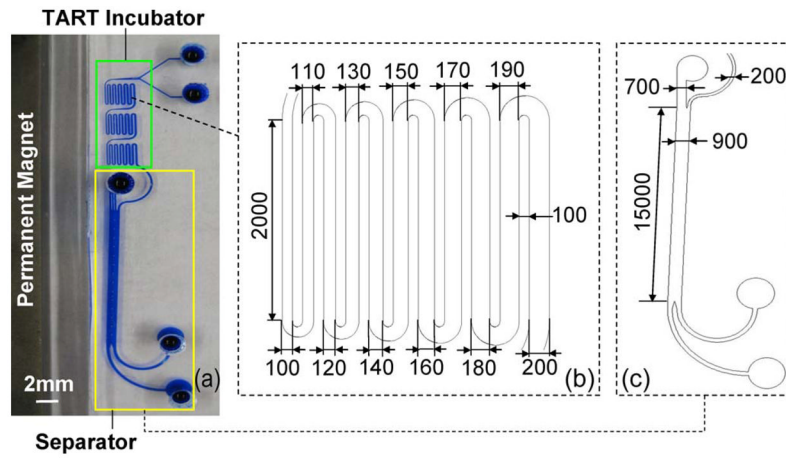 TART Incubator
Permanent Magnet
2mm
(a)
Separator
110 130 150 170 190
2000
100
100 120 140 160 180 200
(b)
700
200
900
15000
(c)